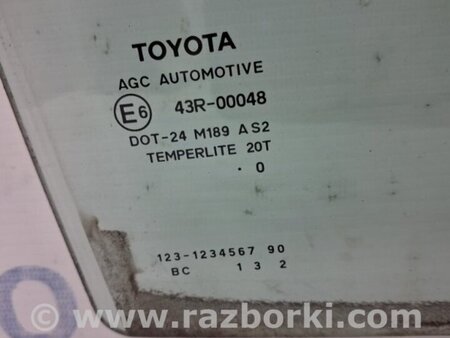 TOYOTA
AGC AUTOMOTIVE
E6 43R-00048
DOT-24 M189 AS2
TEMPERLITE 20T
. 0
123-1234567 90
BC 1 3 2
www.razborki.com